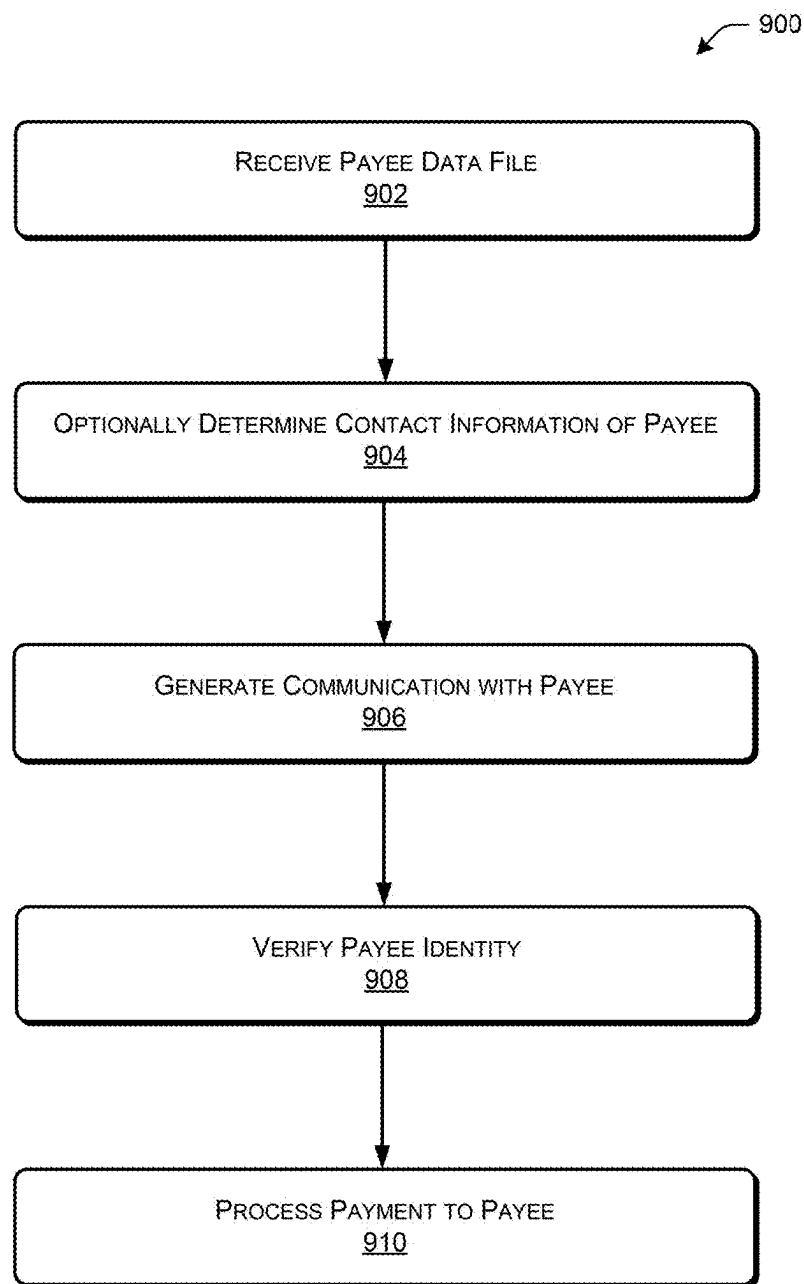 900
RECEIVE PAYEE DATA FILE
902
OPTIONALLY DETERMINE CONTACT INFORMATION OF PAYEE
904
GENERATE COMMUNICATION WITH PAYEE
906
VERIFY PAYEE IDENTITY
908
PROCESS PAYMENT TO PAYEE
910